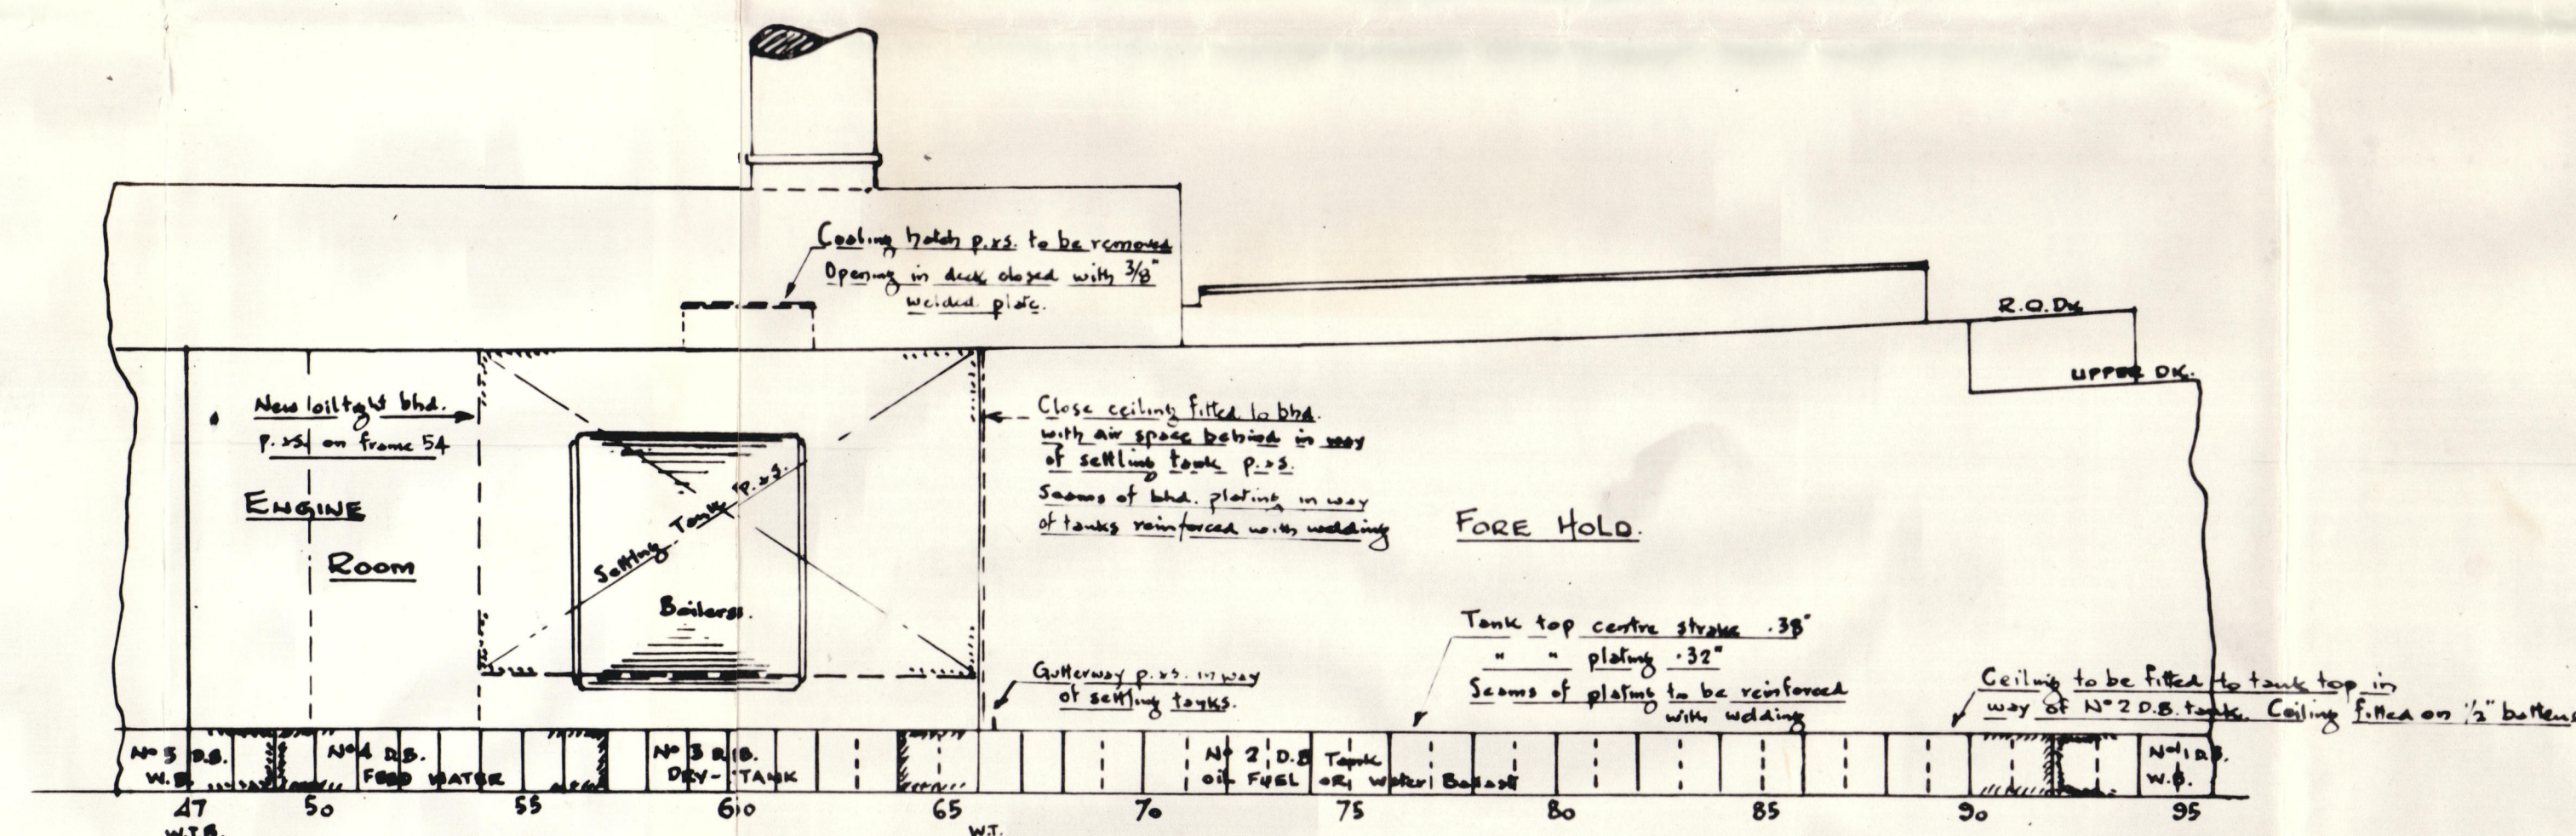 Coaling hatch p.&s. to be removed
Opening in deck closed with 3/8"
welded plate.
R.Q.Dk
UPPER DK.
New oiltight bhd.
p.&s. on frame 54
ENGINE
ROOM
Settling Tank p.&s.
Boilers.
Close ceiling fitted to bhd.
with air space behind in way
of settling tank p.&s.
Seams of bhd. plating in way
of tanks reinforced with welding
FORE HOLD.
Gutterway p.&s. in way
of settling tanks.
Tank top centre strake .38"
" " plating .32"
Seams of plating to be reinforced
with welding
Ceiling to be fitted to tank top in
way of No 2 D.B. tank. Ceiling fitted on 1/2" battens
No 5 D.B.
W.B.
No 4 D.B.
FEED WATER
No 3 D.B.
DRY-TANK
No 2 D.B Tank
OIL FUEL OR Water Ballast
No 1 D.B.
W.B.
47 50 55 60 65 70 75 80 85 90 95
W.T.B. W.T.